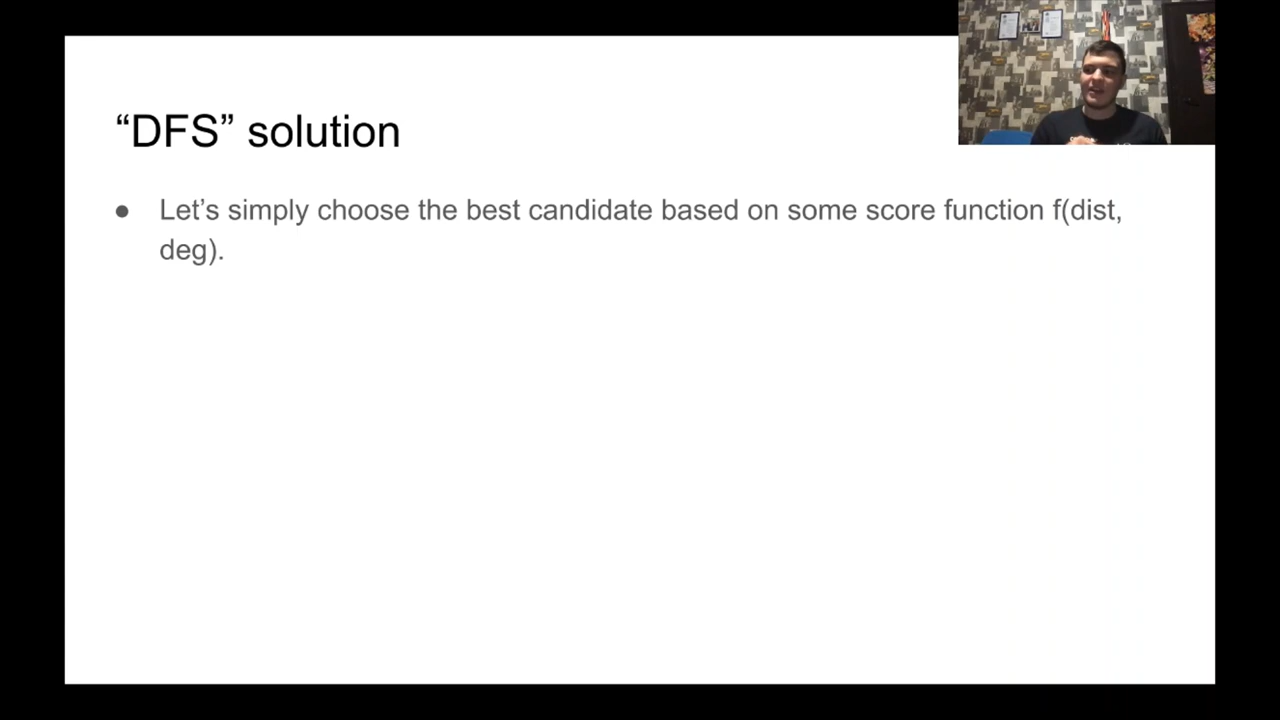 “DFS” solution
● Let’s simply choose the best candidate based on some score function f(dist,
deg).